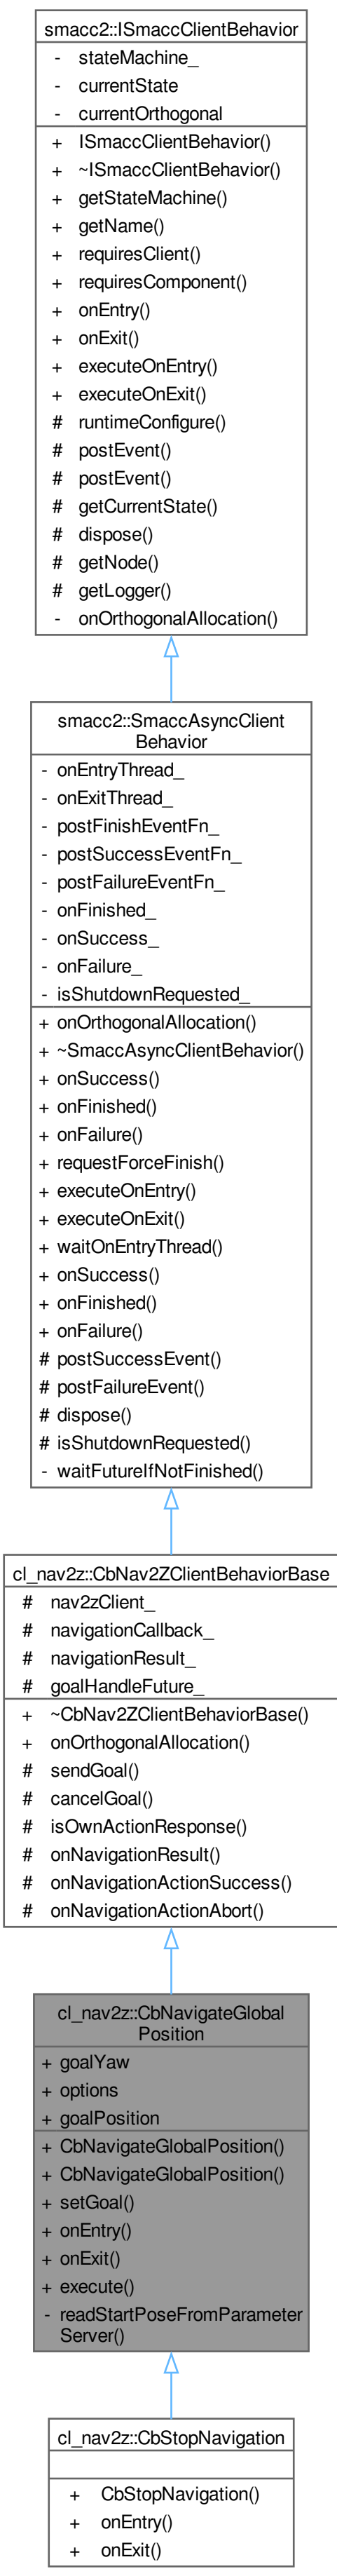 smacc2::ISmaccClientBehavior
- stateMachine_
- currentState
- currentOrthogonal
+ ISmaccClientBehavior()
+ ~ISmaccClientBehavior()
+ getStateMachine()
+ getName()
+ requiresClient()
+ requiresComponent()
+ onEntry()
+ onExit()
+ executeOnEntry()
+ executeOnExit()
# runtimeConfigure()
# postEvent()
# postEvent()
# getCurrentState()
# dispose()
# getNode()
# getLogger()
- onOrthogonalAllocation()
smacc2::SmaccAsyncClient
Behavior
- onEntryThread_
- onExitThread_
- postFinishEventFn_
- postSuccessEventFn_
- postFailureEventFn_
- onFinished_
- onSuccess_
- onFailure_
- isShutdownRequested_
+ onOrthogonalAllocation()
+ ~SmaccAsyncClientBehavior()
+ onSuccess()
+ onFinished()
+ onFailure()
+ requestForceFinish()
+ executeOnEntry()
+ executeOnExit()
+ waitOnEntryThread()
+ onSuccess()
+ onFinished()
+ onFailure()
# postSuccessEvent()
# postFailureEvent()
# dispose()
# isShutdownRequested()
- waitFutureIfNotFinished()
cl_nav2z::CbNav2ZClientBehaviorBase
# nav2zClient_
# navigationCallback_
# navigationResult_
# goalHandleFuture_
+ ~CbNav2ZClientBehaviorBase()
+ onOrthogonalAllocation()
# sendGoal()
# cancelGoal()
# isOwnActionResponse()
# onNavigationResult()
# onNavigationActionSuccess()
# onNavigationActionAbort()
cl_nav2z::CbNavigateGlobal
Position
+ goalYaw
+ options
+ goalPosition
+ CbNavigateGlobalPosition()
+ CbNavigateGlobalPosition()
+ setGoal()
+ onEntry()
+ onExit()
+ execute()
- readStartPoseFromParameter
Server()
cl_nav2z::CbStopNavigation
+ CbStopNavigation()
+ onEntry()
+ onExit()